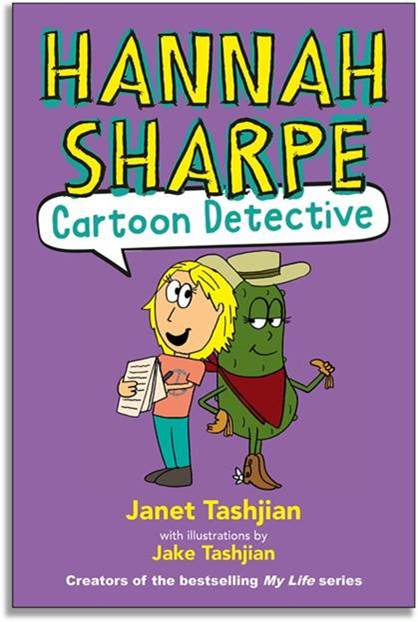 HANNAH
SHARPE
Cartoon Detective
Janet Tashjian
with illustrations by
Jake Tashjian
Creators of the bestselling My Life series